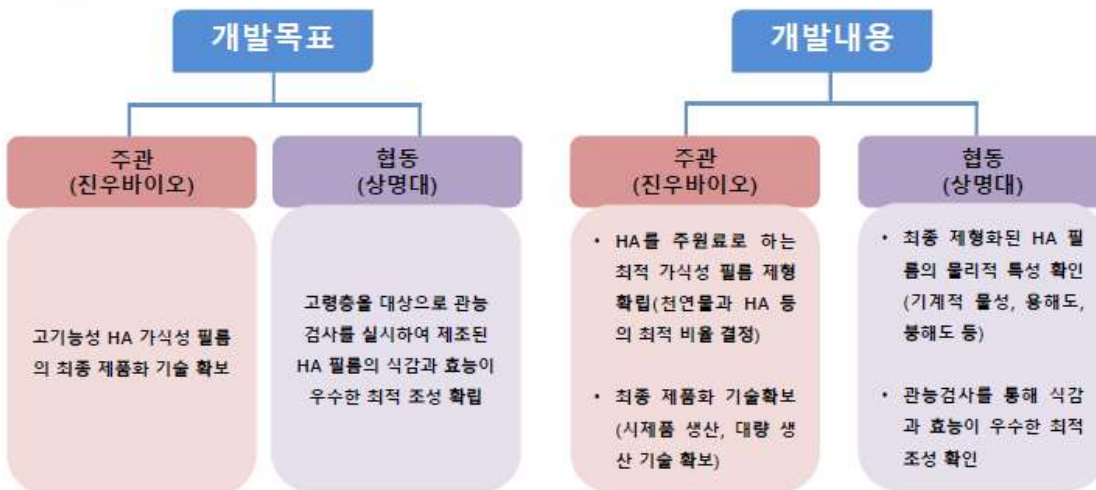 개발목표
주관
(진우바이오)
협동
(상명대)
고기능성 HA 가식성 필름
의 최종 제품화 기술 확보
고령층을 대상으로 관능
검사를 실시하여 제조된
HA 필름의 식감과 효능이
우수한 최적 조성 확립
개발내용
주관
(진우바이오)
협동
(상명대)
• HA를 주원료로 하는
최적 가식성 필름 제형
확립(천연물과 HA 등
의 최적 비율 결정)
• 최종 제품화 기술확보
(시제품 생산, 대량 생
산 기술 확보)
• 최종 제형화된 HA 필
름의 물리적 특성 확인
(기계적 물성, 용해도,
붕해도 등)
• 관능검사를 통해 식감
과 효능이 우수한 최적
조성 확인